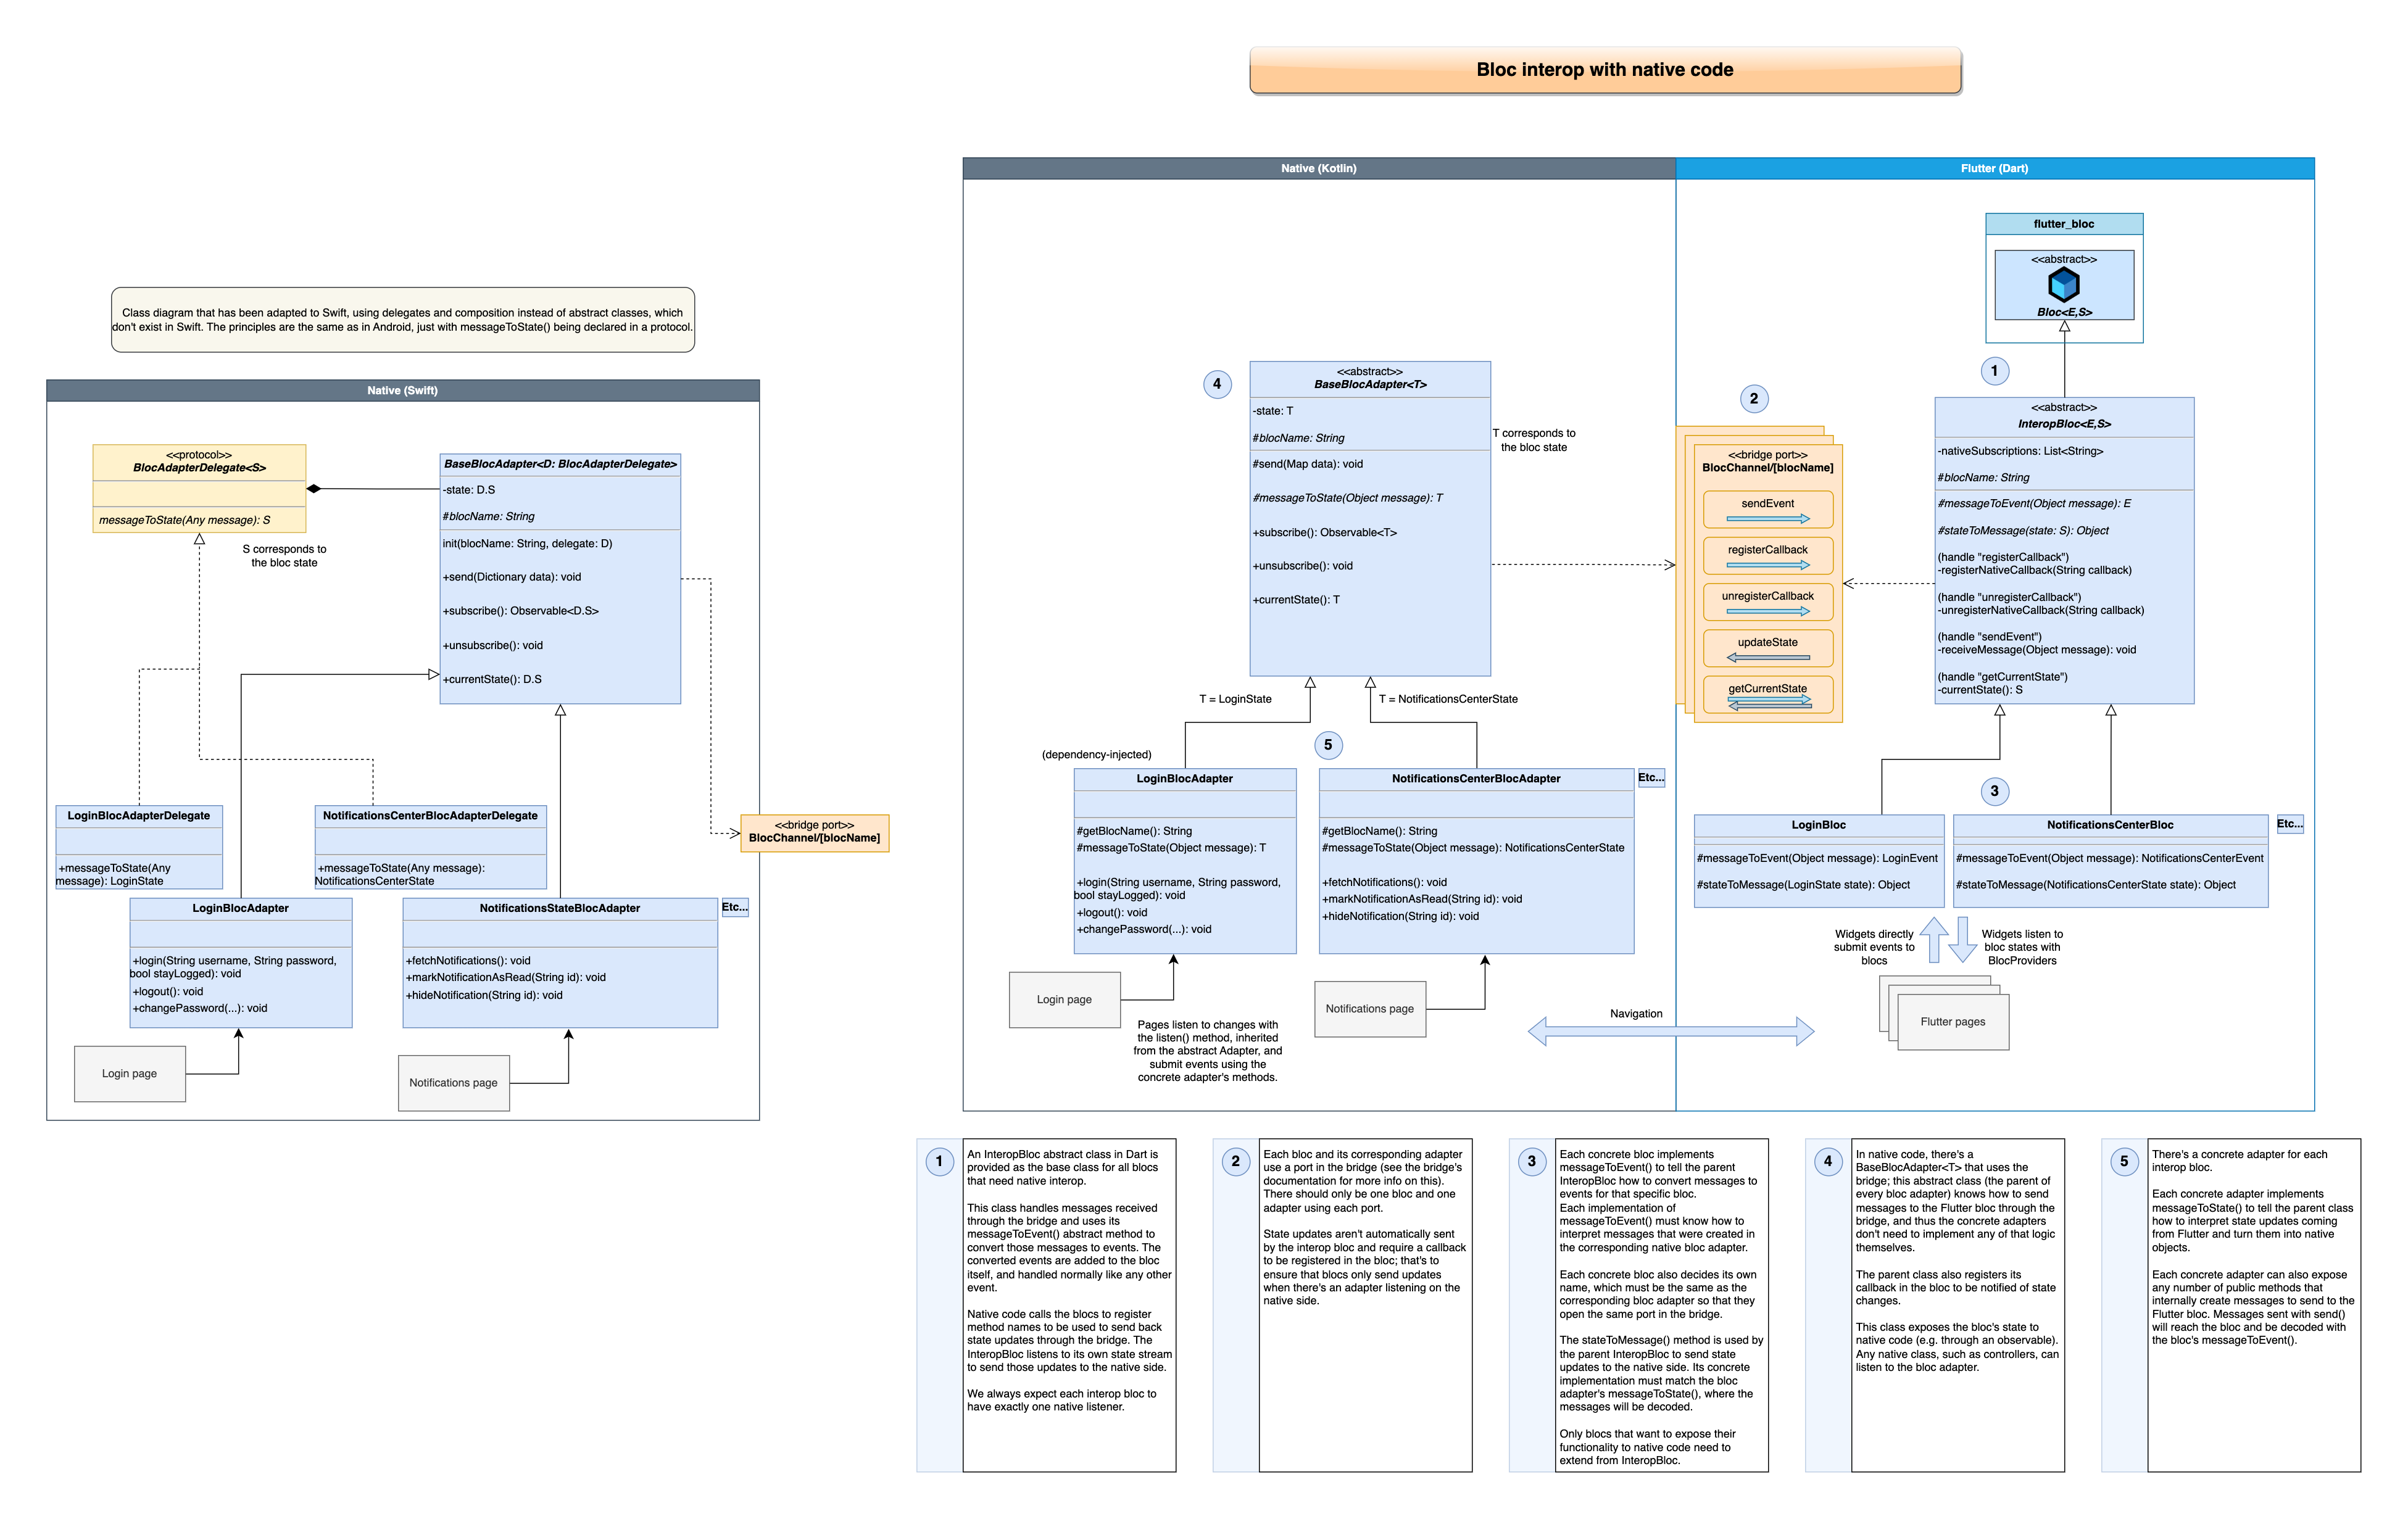 Bloc interop with native code
Class diagram that has been adapted to Swift, using delegates and composition instead of abstract classes, which
don't exist in Swift. The principles are the same as in Android, just with messageToState() being declared in a protocol.
Native (Swift)
<<protocol>>
BlocAdapterDelegate<S>
messageToState(Any message): S
S corresponds to
the bloc state
BaseBlocAdapter<D: BlocAdapterDelegate>
-state: D.S
#blocName: String
init(blocName: String, delegate: D)
+send(Dictionary data): void
+subscribe(): Observable<D.S>
+unsubscribe(): void
+currentState(): D.S
LoginBlocAdapterDelegate
+messageToState(Any
message): LoginState
NotificationsCenterBlocAdapterDelegate
+messageToState(Any message):
NotificationsCenterState
<<bridge port>>
BlocChannel/[blocName]
LoginBlocAdapter
+login(String username, String password,
bool stayLogged): void
+logout(): void
+changePassword(...): void
NotificationsStateBlocAdapter
+fetchNotifications(): void
+markNotificationAsRead(String id): void
+hideNotification(String id): void
Etc...
Login page
Notifications page
Native (Kotlin)
4
<<abstract>>
BaseBlocAdapter<T>
-state: T
#blocName: String
#send(Map data): void
#messageToState(Object message): T
+subscribe(): Observable<T>
+unsubscribe(): void
+currentState(): T
T corresponds to
the bloc state
T = LoginState
T = NotificationsCenterState
5
(dependency-injected)
LoginBlocAdapter
#getBlocName(): String
#messageToState(Object message): T
+login(String username, String password,
bool stayLogged): void
+logout(): void
+changePassword(...): void
NotificationsCenterBlocAdapter
#getBlocName(): String
#messageToState(Object message): NotificationsCenterState
+fetchNotifications(): void
+markNotificationAsRead(String id): void
+hideNotification(String id): void
Etc...
Login page
Notifications page
Pages listen to changes with
the listen() method, inherited
from the abstract Adapter, and
submit events using the
concrete adapter's methods.
Navigation
Flutter (Dart)
flutter_bloc
<<abstract>>
Bloc<E,S>
1
2
<<bridge port>>
BlocChannel/[blocName]
sendEvent
registerCallback
unregisterCallback
updateState
getCurrentState
<<abstract>>
InteropBloc<E,S>
-nativeSubscriptions: List<String>
#blocName: String
#messageToEvent(Object message): E
#stateToMessage(state: S): Object
(handle "registerCallback")
-registerNativeCallback(String callback)
(handle "unregisterCallback")
-unregisterNativeCallback(String callback)
(handle "sendEvent")
-receiveMessage(Object message): void
(handle "getCurrentState")
-currentState(): S
3
LoginBloc
#messageToEvent(Object message): LoginEvent
#stateToMessage(LoginState state): Object
NotificationsCenterBloc
#messageToEvent(Object message): NotificationsCenterEvent
#stateToMessage(NotificationsCenterState state): Object
Etc...
Widgets directly
submit events to
blocs
Widgets listen to
bloc states with
BlocProviders
Flutter pages
1
An InteropBloc abstract class in Dart is
provided as the base class for all blocs
that need native interop.
This class handles messages received
through the bridge and uses its
messageToEvent() abstract method to
convert those messages to events. The
converted events are added to the bloc
itself, and handled normally like any other
event.
Native code calls the blocs to register
method names to be used to send back
state updates through the bridge. The
InteropBloc listens to its own state stream
to send those updates to the native side.
We always expect each interop bloc to
have exactly one native listener.
2
Each bloc and its corresponding adapter
use a port in the bridge (see the bridge's
documentation for more info on this).
There should only be one bloc and one
adapter using each port.
State updates aren't automatically sent
by the interop bloc and require a callback
to be registered in the bloc; that's to
ensure that blocs only send updates
when there's an adapter listening on the
native side.
3
Each concrete bloc implements
messageToEvent() to tell the parent
InteropBloc how to convert messages to
events for that specific bloc.
Each implementation of
messageToEvent() must know how to
interpret messages that were created in
the corresponding native bloc adapter.
Each concrete bloc also decides its own
name, which must be the same as the
corresponding bloc adapter so that they
open the same port in the bridge.
The stateToMessage() method is used by
the parent InteropBloc to send state
updates to the native side. Its concrete
implementation must match the bloc
adapter's messageToState(), where the
messages will be decoded.
Only blocs that want to expose their
functionality to native code need to
extend from InteropBloc.
4
In native code, there's a
BaseBlocAdapter<T> that uses the
bridge; this abstract class (the parent of
every bloc adapter) knows how to send
messages to the Flutter bloc through the
bridge, and thus the concrete adapters
don't need to implement any of that logic
themselves.
The parent class also registers its
callback in the bloc to be notified of state
changes.
This class exposes the bloc's state to
native code (e.g. through an observable).
Any native class, such as controllers, can
listen to the bloc adapter.
5
There's a concrete adapter for each
interop bloc.
Each concrete adapter implements
messageToState() to tell the parent class
how to interpret state updates coming
from Flutter and turn them into native
objects.
Each concrete adapter can also expose
any number of public methods that
internally create messages to send to the
Flutter bloc. Messages sent with send()
will reach the bloc and be decoded with
the bloc's messageToEvent().